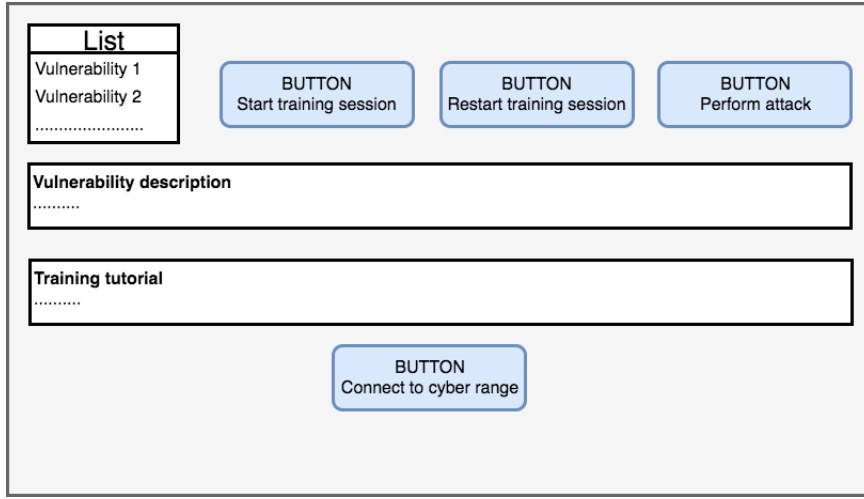 List
Vulnerability 1
Vulnerability 2
.......................
BUTTON
Start training session
BUTTON
Restart training session
BUTTON
Perform attack
Vulnerability description
..........
Training tutorial
..........
BUTTON
Connect to cyber range